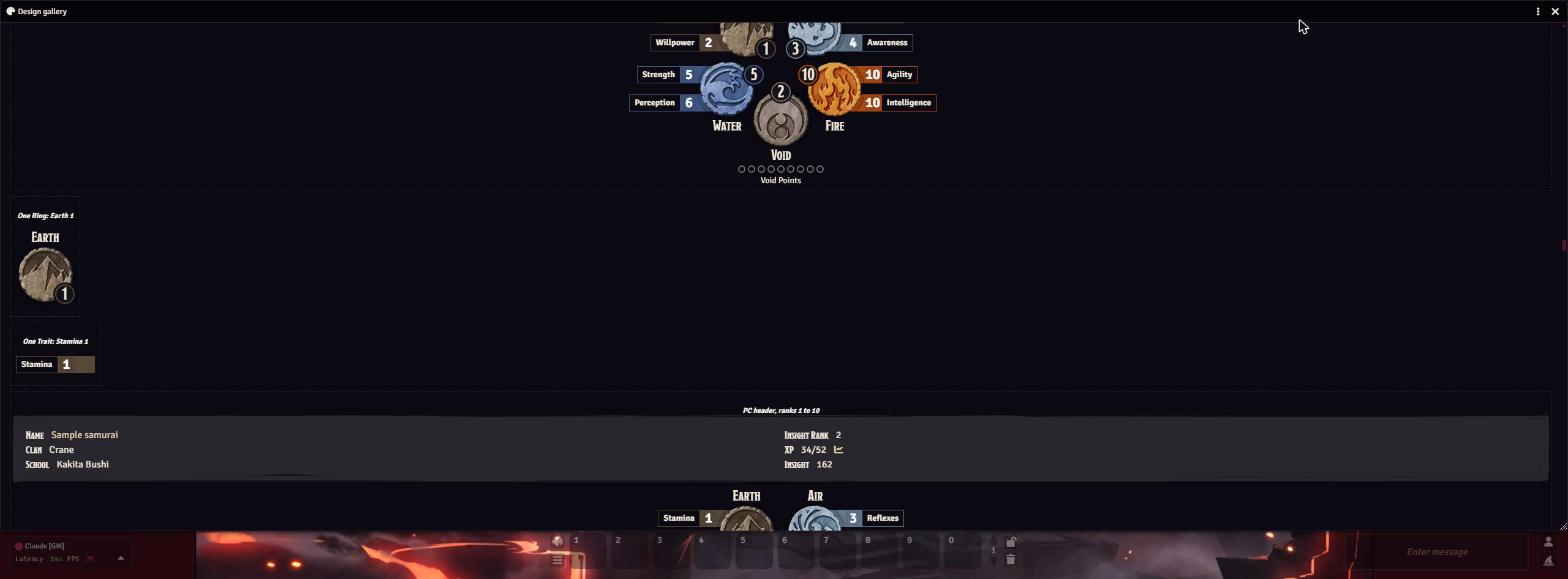 Design gallery
Willpower 2 1 3 4 Awareness
Strength 5 5 10 10 Agility
Perception 6 2 10 Intelligence
Water Fire
Void
Void Points
One Ring: Earth 1
Earth
1
One Trait: Stamina 1
Stamina 1
PC header, ranks 1 to 10
Name Sample samurai Insight Rank 2
Clan Crane XP 34/52
School Kakita Bushi Insight 162
Earth Air
Stamina 1 3 Reflexes
Claude [GM]
Latency 3ms FPS 29
1 2 3 4 5 6 7 8 9 0 1
Enter message